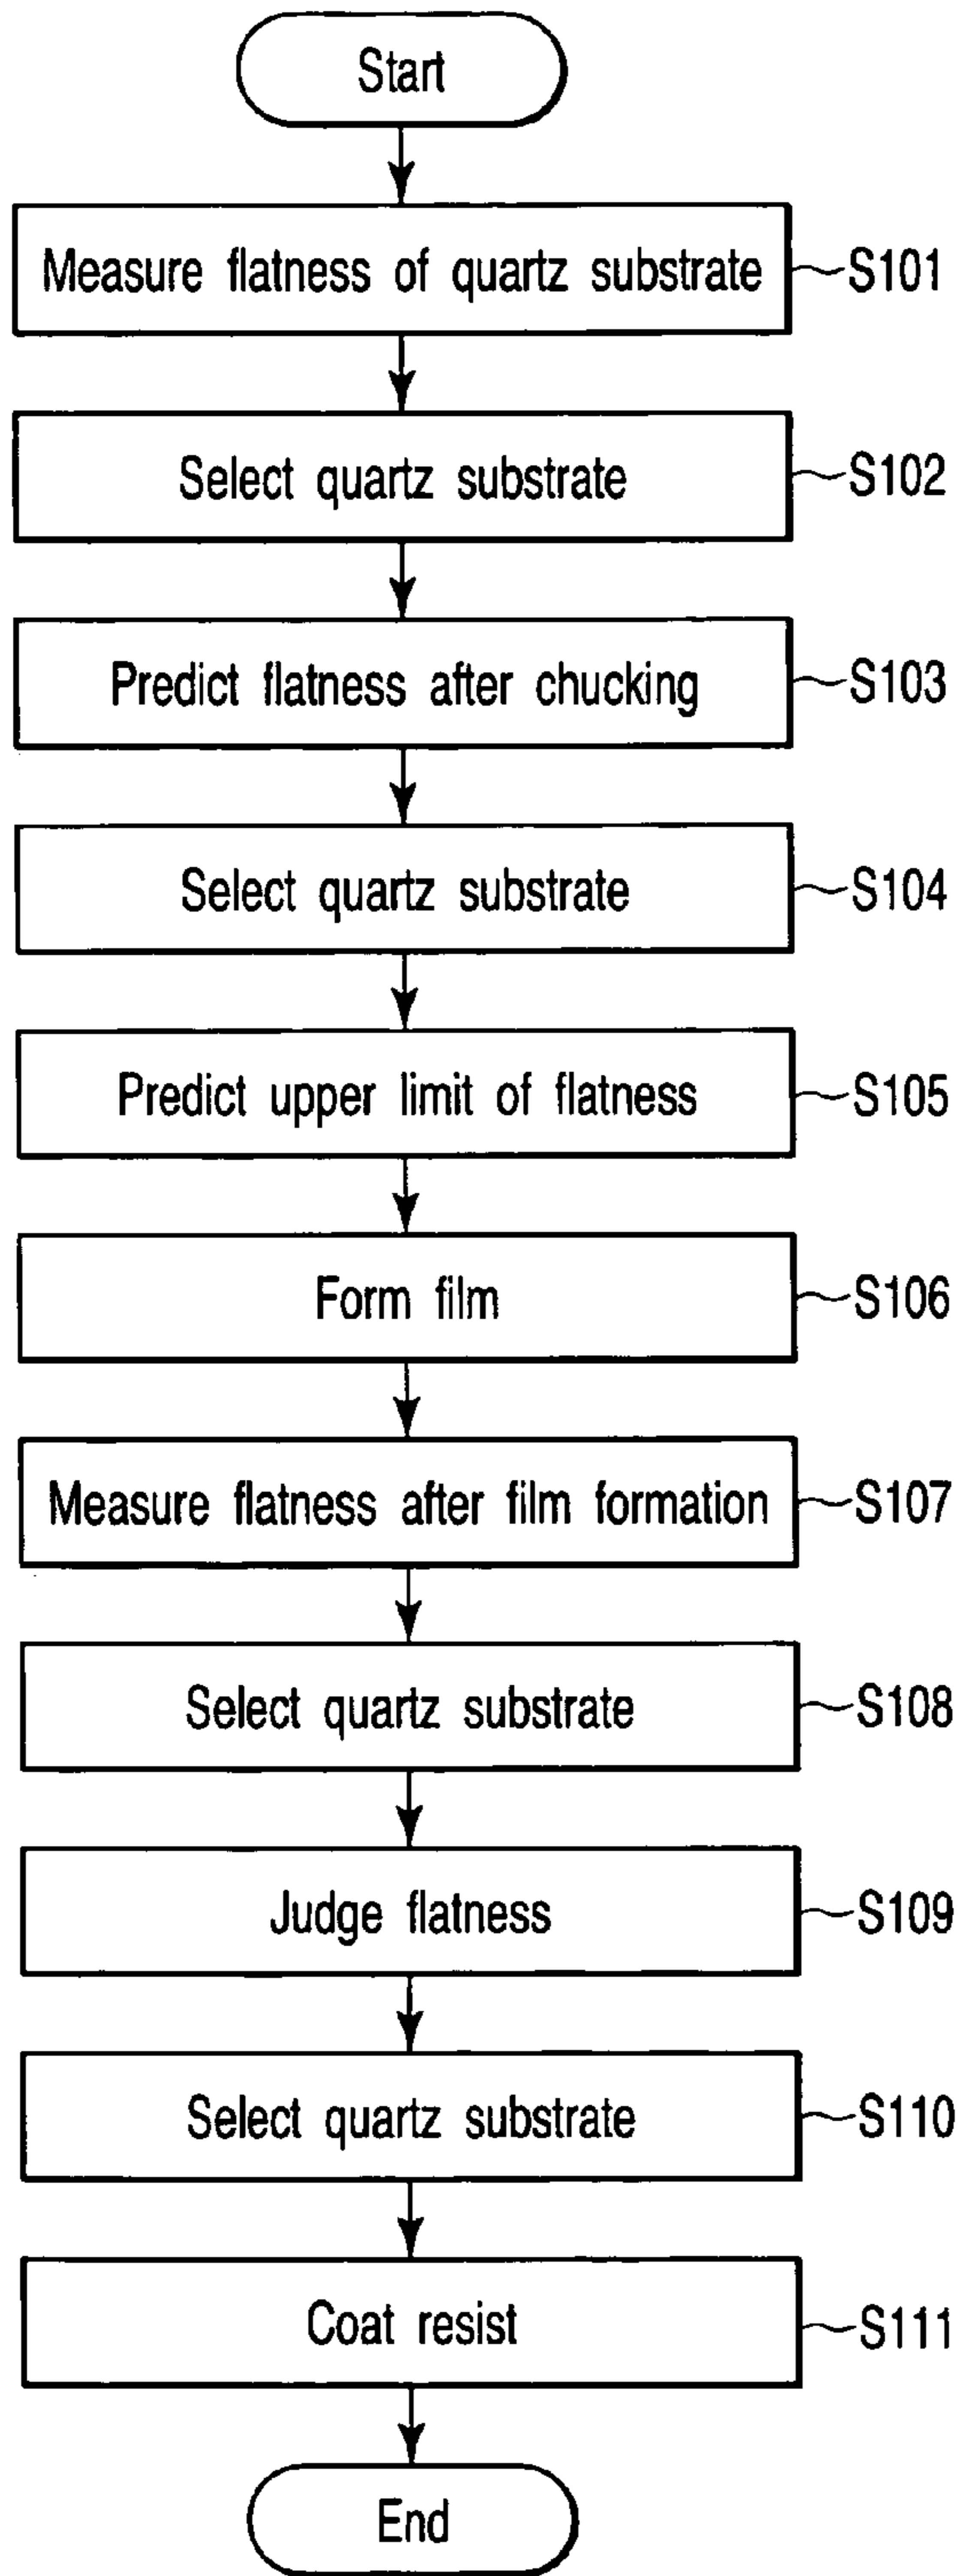 Start
Measure flatness of quartz substrate
S101
Select quartz substrate
S102
Predict flatness after chucking
S103
Select quartz substrate
S104
Predict upper limit of flatness
S105
Form film
S106
Measure flatness after film formation
S107
Select quartz substrate
S108
Judge flatness
S109
Select quartz substrate
S110
Coat resist
S111
End